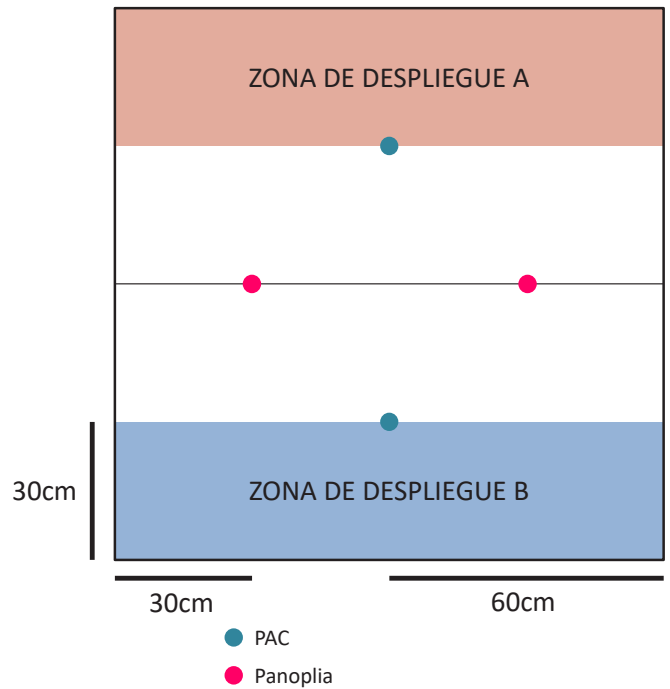 ZONA DE DESPLIEGUE A
ZONA DE DESPLIEGUE B
30cm
30cm
60cm
PAC
Panoplia